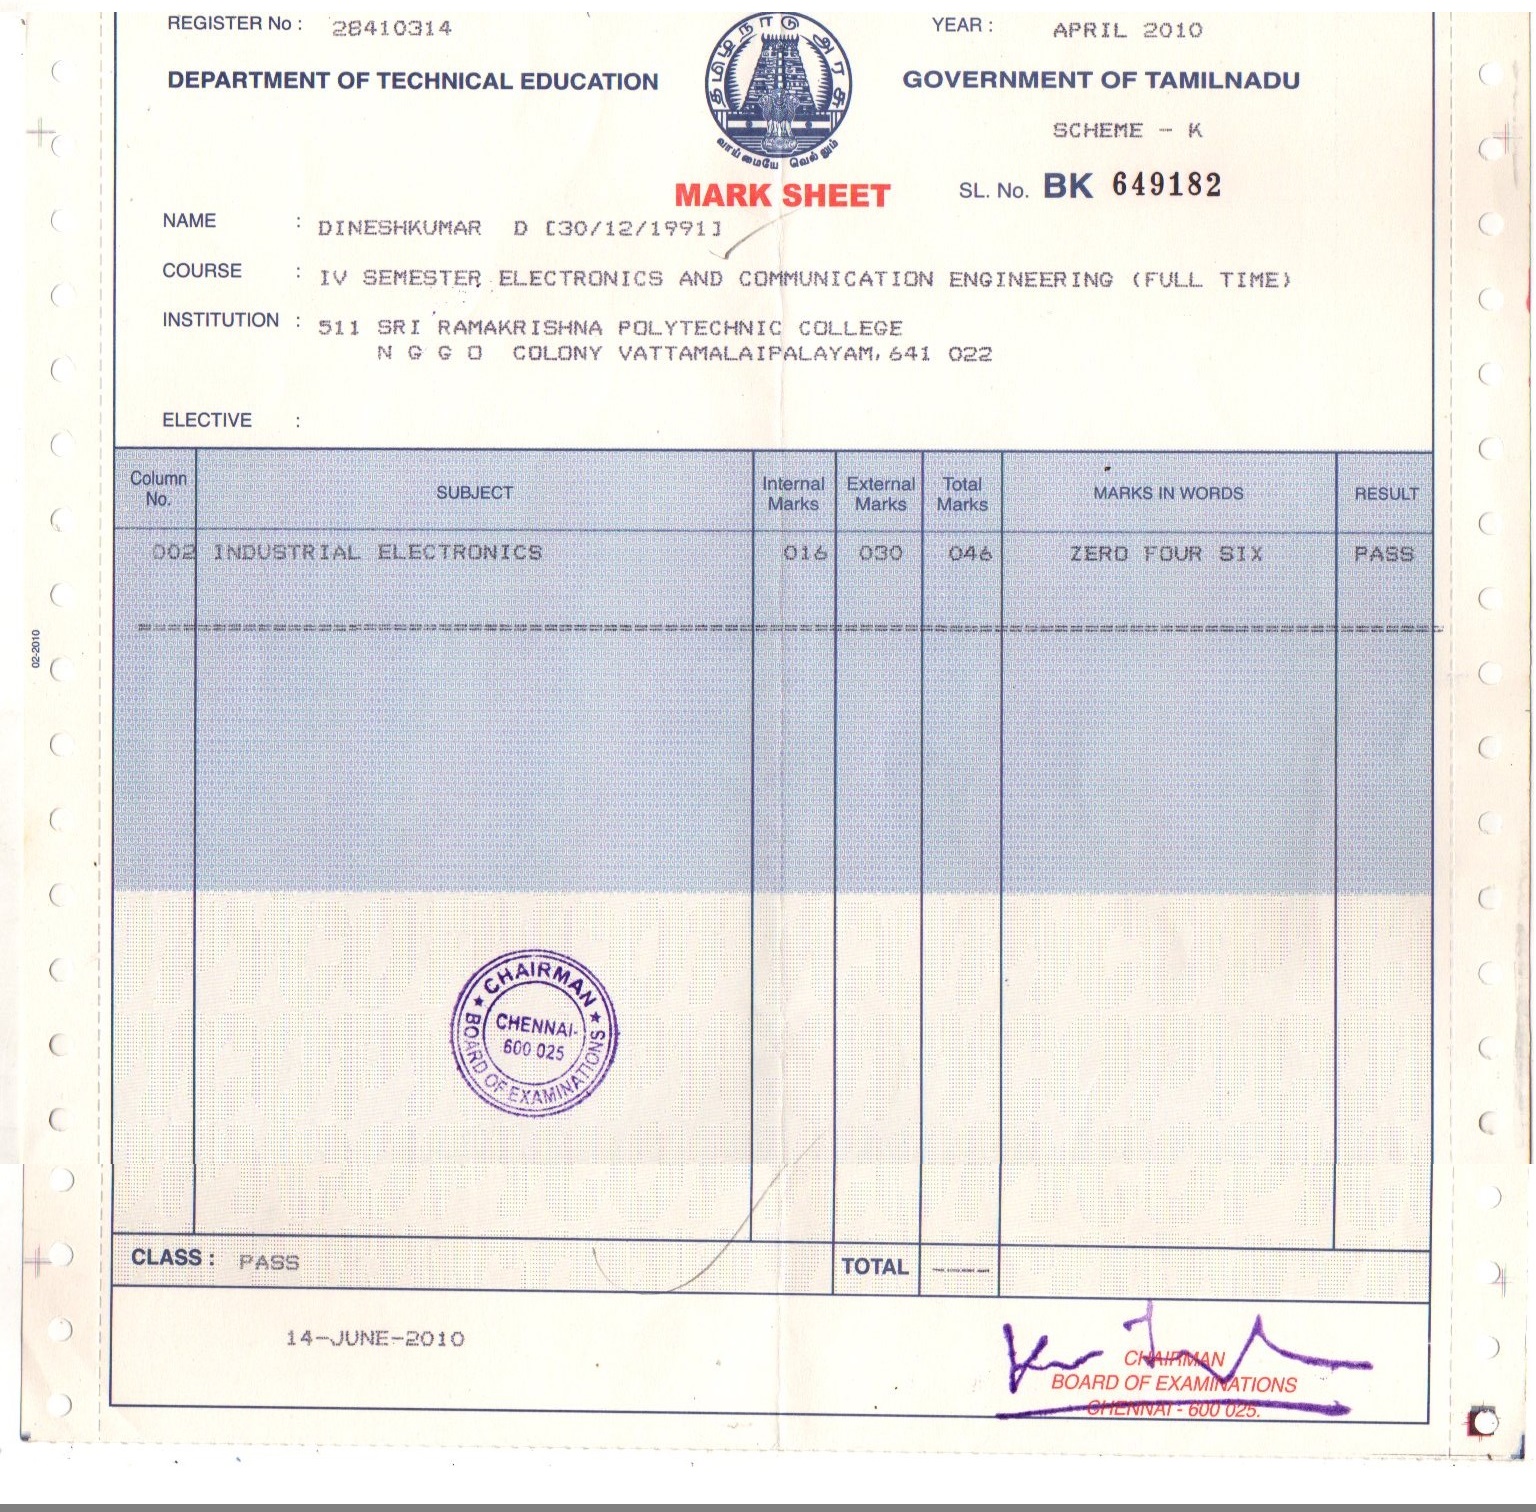 REGISTER No : 28410314
YEAR : APRIL 2010
தமிழ் நாடு அரசு
வாய்மையே வெல்லும்
DEPARTMENT OF TECHNICAL EDUCATION
GOVERNMENT OF TAMILNADU
SCHEME - K
MARK SHEET
SL. No. BK 649182
NAME : DINESHKUMAR D [30/12/1991]
COURSE : IV SEMESTER ELECTRONICS AND COMMUNICATION ENGINEERING (FULL TIME)
INSTITUTION : 511 SRI RAMAKRISHNA POLYTECHNIC COLLEGE
N G G O COLONY VATTAMALAIPALAYAM, 641 022
ELECTIVE :
Column No. SUBJECT Internal Marks External Marks Total Marks MARKS IN WORDS RESULT
002 INDUSTRIAL ELECTRONICS 016 030 046 ZERO FOUR SIX PASS
02-2010
CHAIRMAN
CHENNAI-
600 025
BOARD OF EXAMINATIONS
CLASS : PASS TOTAL -----
14-JUNE-2010
CHAIRMAN
BOARD OF EXAMINATIONS
CHENNAI - 600 025.